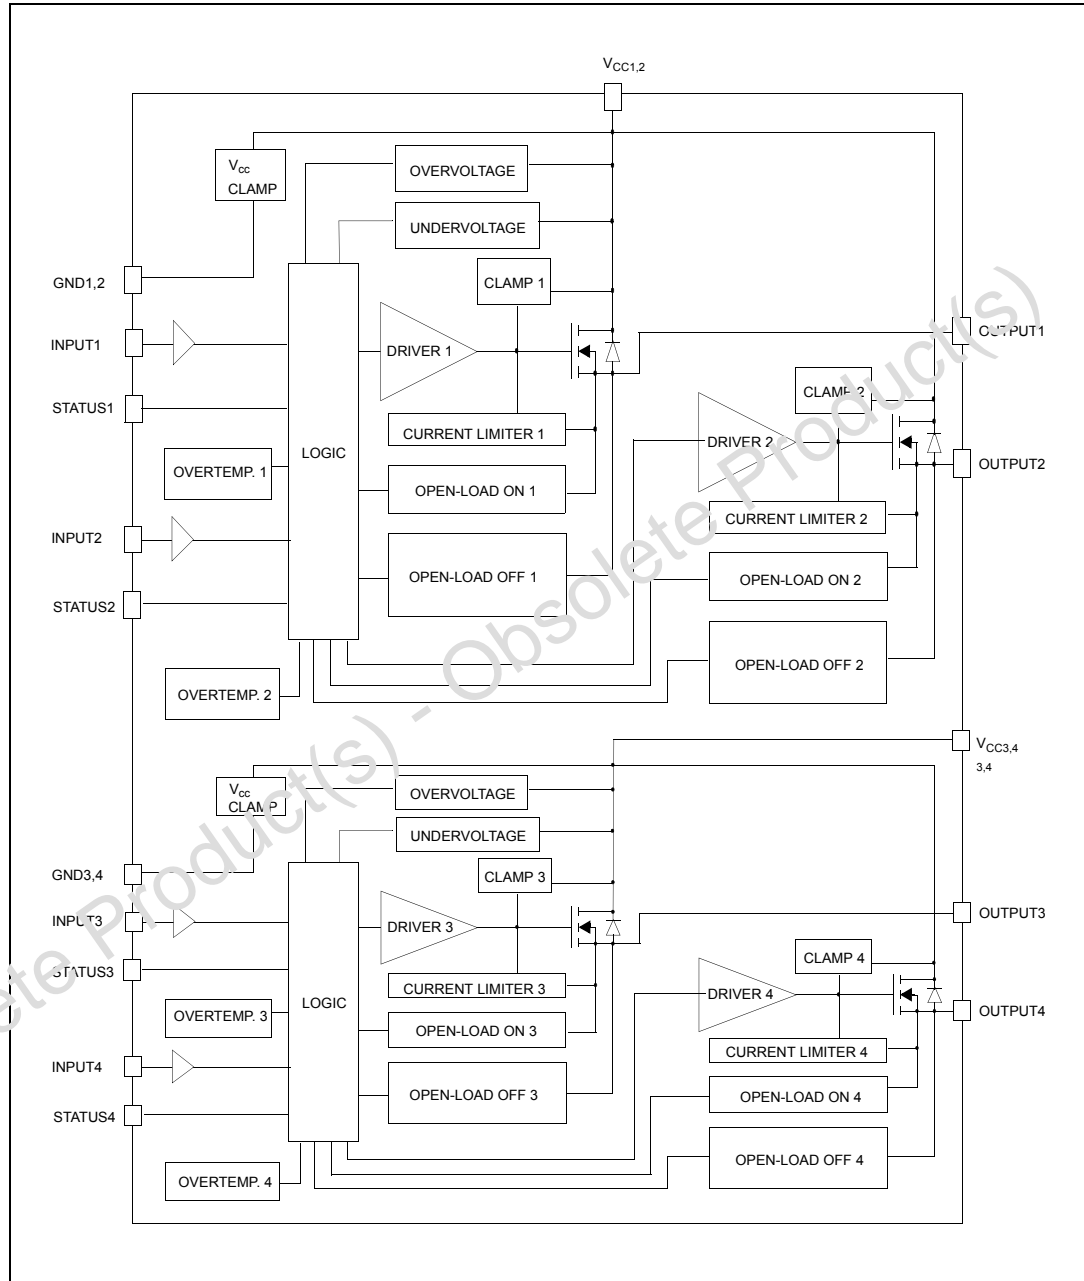 VCC1,2
Vcc
CLAMP
OVERVOLTAGE
UNDERVOLTAGE
GND1,2
CLAMP 1
INPUT1
DRIVER 1
OUTPUT1
STATUS1
CLAMP 2
CURRENT LIMITER 1
DRIVER 2
LOGIC
OVERTEMP. 1
OUTPUT2
OPEN-LOAD ON 1
CURRENT LIMITER 2
INPUT2
OPEN-LOAD OFF 1
OPEN-LOAD ON 2
STATUS2
OPEN-LOAD OFF 2
OVERTEMP. 2
VCC3,4
3,4
Vcc
CLAMP
OVERVOLTAGE
UNDERVOLTAGE
GND3,4
CLAMP 3
INPUT3
DRIVER 3
OUTPUT3
STATUS3
CLAMP 4
CURRENT LIMITER 3
DRIVER 4
LOGIC
OVERTEMP. 3
OUTPUT4
OPEN-LOAD ON 3
CURRENT LIMITER 4
INPUT4
OPEN-LOAD OFF 3
OPEN-LOAD ON 4
STATUS4
OPEN-LOAD OFF 4
OVERTEMP. 4
ete Product(s) - Obsolete Product(s)